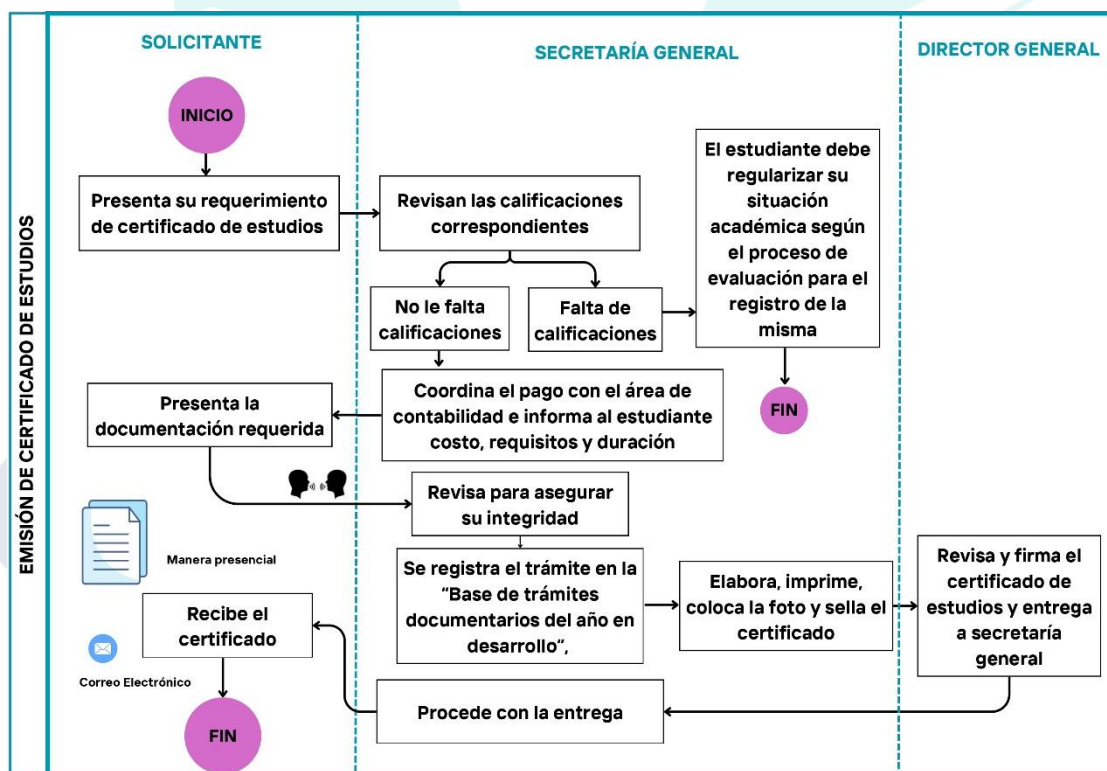 EMISIÓN DE CERTIFICADO DE ESTUDIOS
SOLICITANTE
SECRETARÍA GENERAL
DIRECTOR GENERAL
INICIO
Presenta su requerimiento
de certificado de estudios
Revisan las calificaciones
correspondientes
El estudiante debe
regularizar su
situación
académica según
el proceso de
evaluación para el
registro de la
misma
No le falta
calificaciones
Falta de
calificaciones
FIN
Coordina el pago con el área de
contabilidad e informa al estudiante
costo, requisitos y duración
Presenta la
documentación requerida
Revisa para asegurar
su integridad
Manera presencial
Se registra el trámite en la
“Base de trámites
documentarios del año en
desarrollo“,
Elabora, imprime,
coloca la foto y sella el
certificado
Revisa y firma el
certificado de
estudios y entrega
a secretaría
general
Recibe el
certificado
Correo Electrónico
Procede con la entrega
FIN